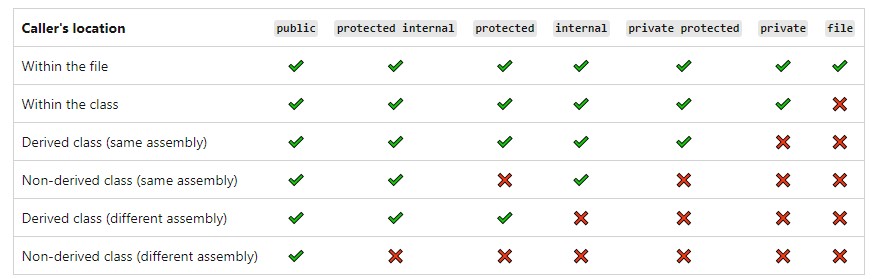 Caller's location public protected internal protected internal private protected private file
Within the file
Within the class
Derived class (same assembly)
Non-derived class (same assembly)
Derived class (different assembly)
Non-derived class (different assembly)